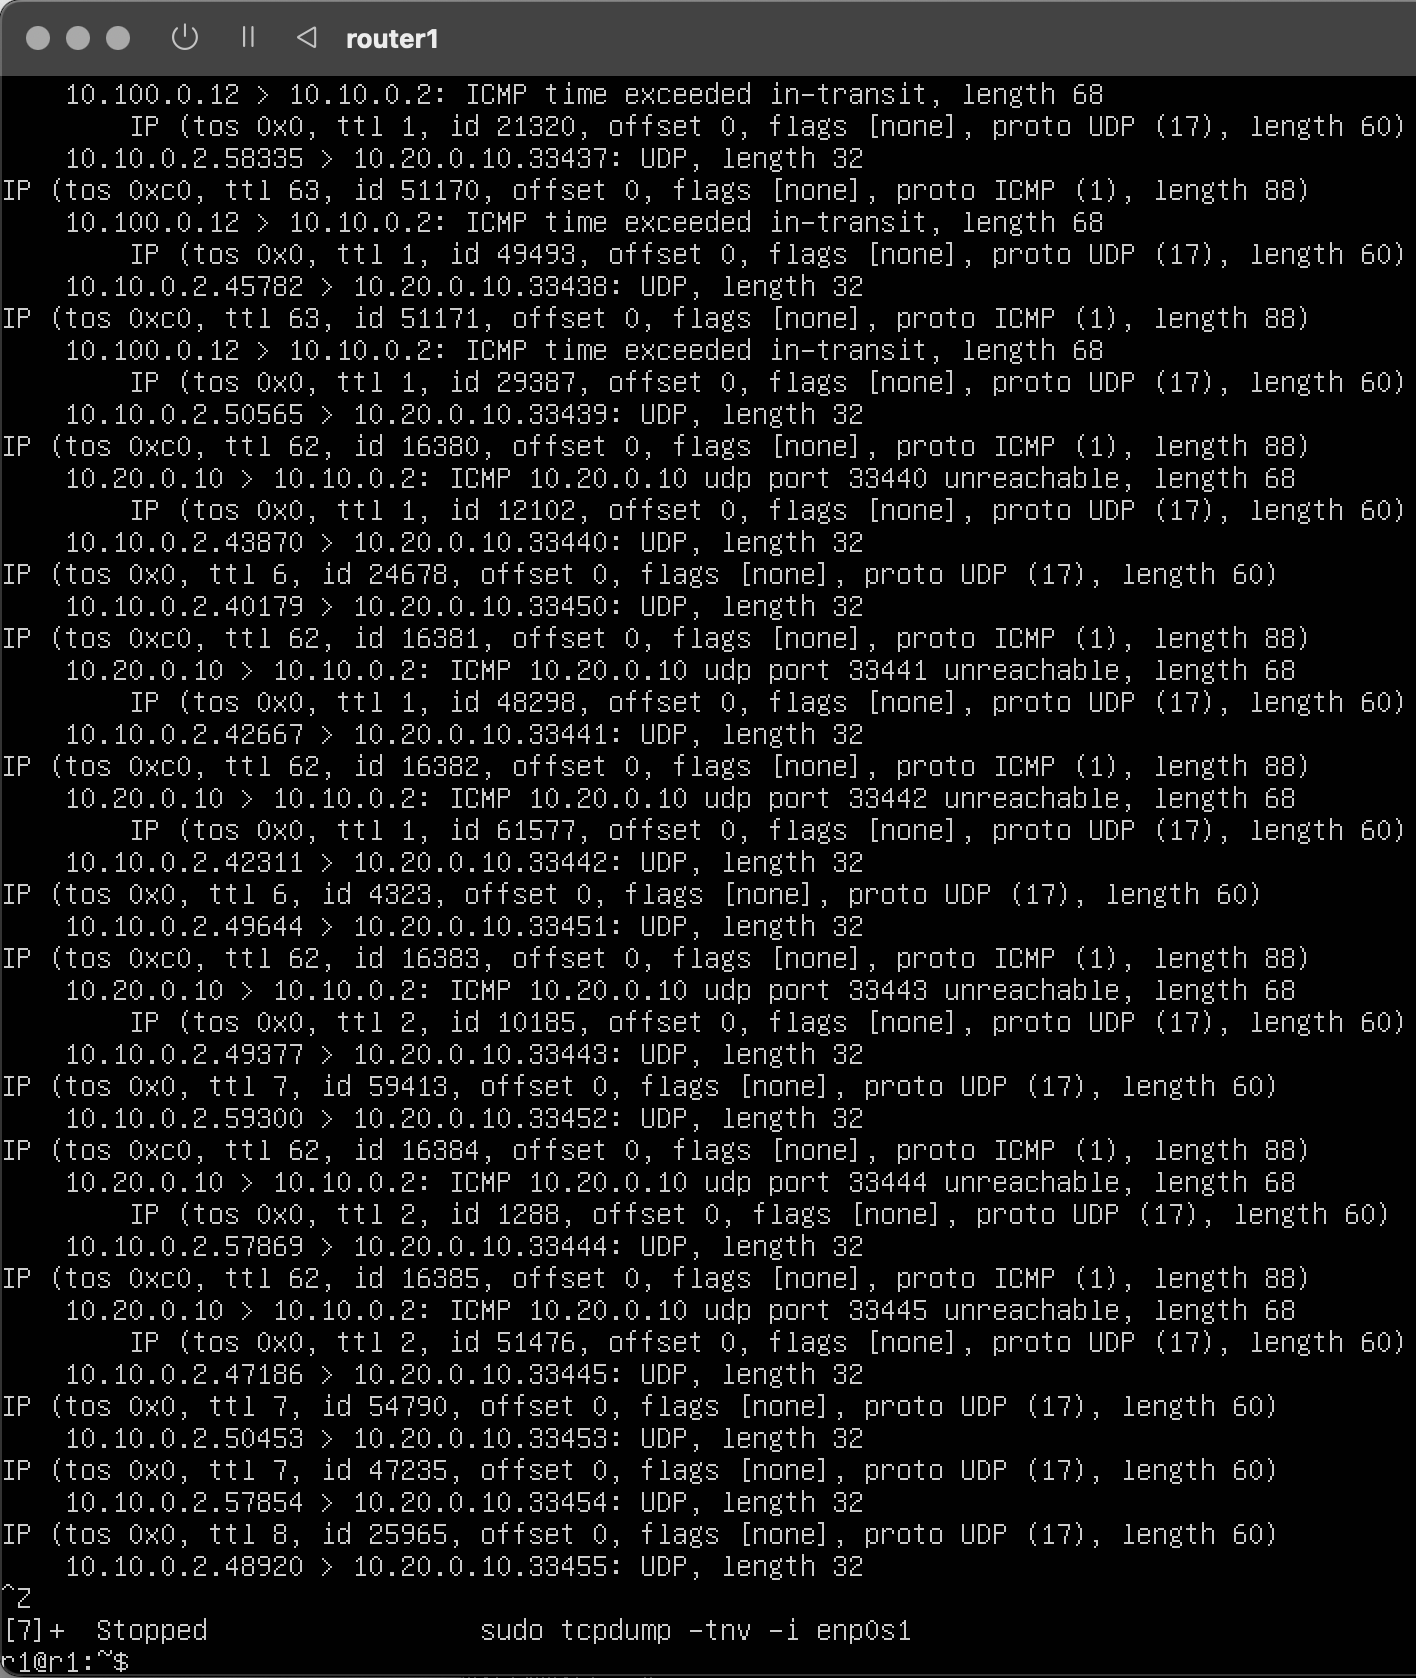 router1
10.100.0.12 > 10.10.0.2: ICMP time exceeded in-transit, length 68
IP (tos 0x0, ttl 1, id 21320, offset 0, flags [none], proto UDP (17), length 60)
10.10.0.2.58335 > 10.20.0.10.33437: UDP, length 32
IP (tos 0xc0, ttl 63, id 51170, offset 0, flags [none], proto ICMP (1), length 88)
10.100.0.12 > 10.10.0.2: ICMP time exceeded in-transit, length 68
IP (tos 0x0, ttl 1, id 49493, offset 0, flags [none], proto UDP (17), length 60)
10.10.0.2.45782 > 10.20.0.10.33438: UDP, length 32
IP (tos 0xc0, ttl 63, id 51171, offset 0, flags [none], proto ICMP (1), length 88)
10.100.0.12 > 10.10.0.2: ICMP time exceeded in-transit, length 68
IP (tos 0x0, ttl 1, id 29387, offset 0, flags [none], proto UDP (17), length 60)
10.10.0.2.50565 > 10.20.0.10.33439: UDP, length 32
IP (tos 0xc0, ttl 62, id 16380, offset 0, flags [none], proto ICMP (1), length 88)
10.20.0.10 > 10.10.0.2: ICMP 10.20.0.10 udp port 33440 unreachable, length 68
IP (tos 0x0, ttl 1, id 12102, offset 0, flags [none], proto UDP (17), length 60)
10.10.0.2.43870 > 10.20.0.10.33440: UDP, length 32
IP (tos 0x0, ttl 6, id 24678, offset 0, flags [none], proto UDP (17), length 60)
10.10.0.2.40179 > 10.20.0.10.33450: UDP, length 32
IP (tos 0xc0, ttl 62, id 16381, offset 0, flags [none], proto ICMP (1), length 88)
10.20.0.10 > 10.10.0.2: ICMP 10.20.0.10 udp port 33441 unreachable, length 68
IP (tos 0x0, ttl 1, id 48298, offset 0, flags [none], proto UDP (17), length 60)
10.10.0.2.42667 > 10.20.0.10.33441: UDP, length 32
IP (tos 0xc0, ttl 62, id 16382, offset 0, flags [none], proto ICMP (1), length 88)
10.20.0.10 > 10.10.0.2: ICMP 10.20.0.10 udp port 33442 unreachable, length 68
IP (tos 0x0, ttl 1, id 61577, offset 0, flags [none], proto UDP (17), length 60)
10.10.0.2.42311 > 10.20.0.10.33442: UDP, length 32
IP (tos 0x0, ttl 6, id 4323, offset 0, flags [none], proto UDP (17), length 60)
10.10.0.2.49644 > 10.20.0.10.33451: UDP, length 32
IP (tos 0xc0, ttl 62, id 16383, offset 0, flags [none], proto ICMP (1), length 88)
10.20.0.10 > 10.10.0.2: ICMP 10.20.0.10 udp port 33443 unreachable, length 68
IP (tos 0x0, ttl 2, id 10185, offset 0, flags [none], proto UDP (17), length 60)
10.10.0.2.49377 > 10.20.0.10.33443: UDP, length 32
IP (tos 0x0, ttl 7, id 59413, offset 0, flags [none], proto UDP (17), length 60)
10.10.0.2.59300 > 10.20.0.10.33452: UDP, length 32
IP (tos 0xc0, ttl 62, id 16384, offset 0, flags [none], proto ICMP (1), length 88)
10.20.0.10 > 10.10.0.2: ICMP 10.20.0.10 udp port 33444 unreachable, length 68
IP (tos 0x0, ttl 2, id 1288, offset 0, flags [none], proto UDP (17), length 60)
10.10.0.2.57869 > 10.20.0.10.33444: UDP, length 32
IP (tos 0xc0, ttl 62, id 16385, offset 0, flags [none], proto ICMP (1), length 88)
10.20.0.10 > 10.10.0.2: ICMP 10.20.0.10 udp port 33445 unreachable, length 68
IP (tos 0x0, ttl 2, id 51476, offset 0, flags [none], proto UDP (17), length 60)
10.10.0.2.47186 > 10.20.0.10.33445: UDP, length 32
IP (tos 0x0, ttl 7, id 54790, offset 0, flags [none], proto UDP (17), length 60)
10.10.0.2.50453 > 10.20.0.10.33453: UDP, length 32
IP (tos 0x0, ttl 7, id 47235, offset 0, flags [none], proto UDP (17), length 60)
10.10.0.2.57854 > 10.20.0.10.33454: UDP, length 32
IP (tos 0x0, ttl 8, id 25965, offset 0, flags [none], proto UDP (17), length 60)
10.10.0.2.48920 > 10.20.0.10.33455: UDP, length 32
^Z
[7]+  Stopped                 sudo tcpdump -tnv -i enp0s1
r1@r1:~$